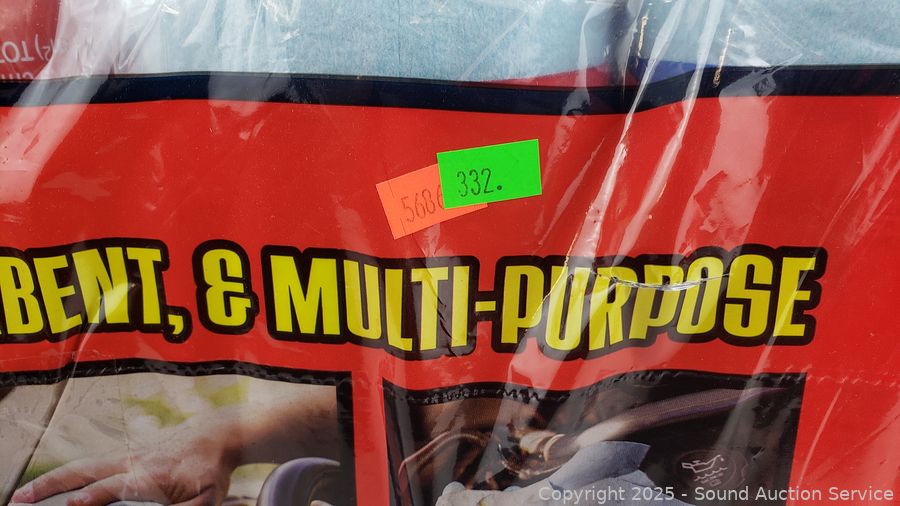 332.
BENT, & MULTI-PURPOSE
Copyright 2025 - Sound Auction Service